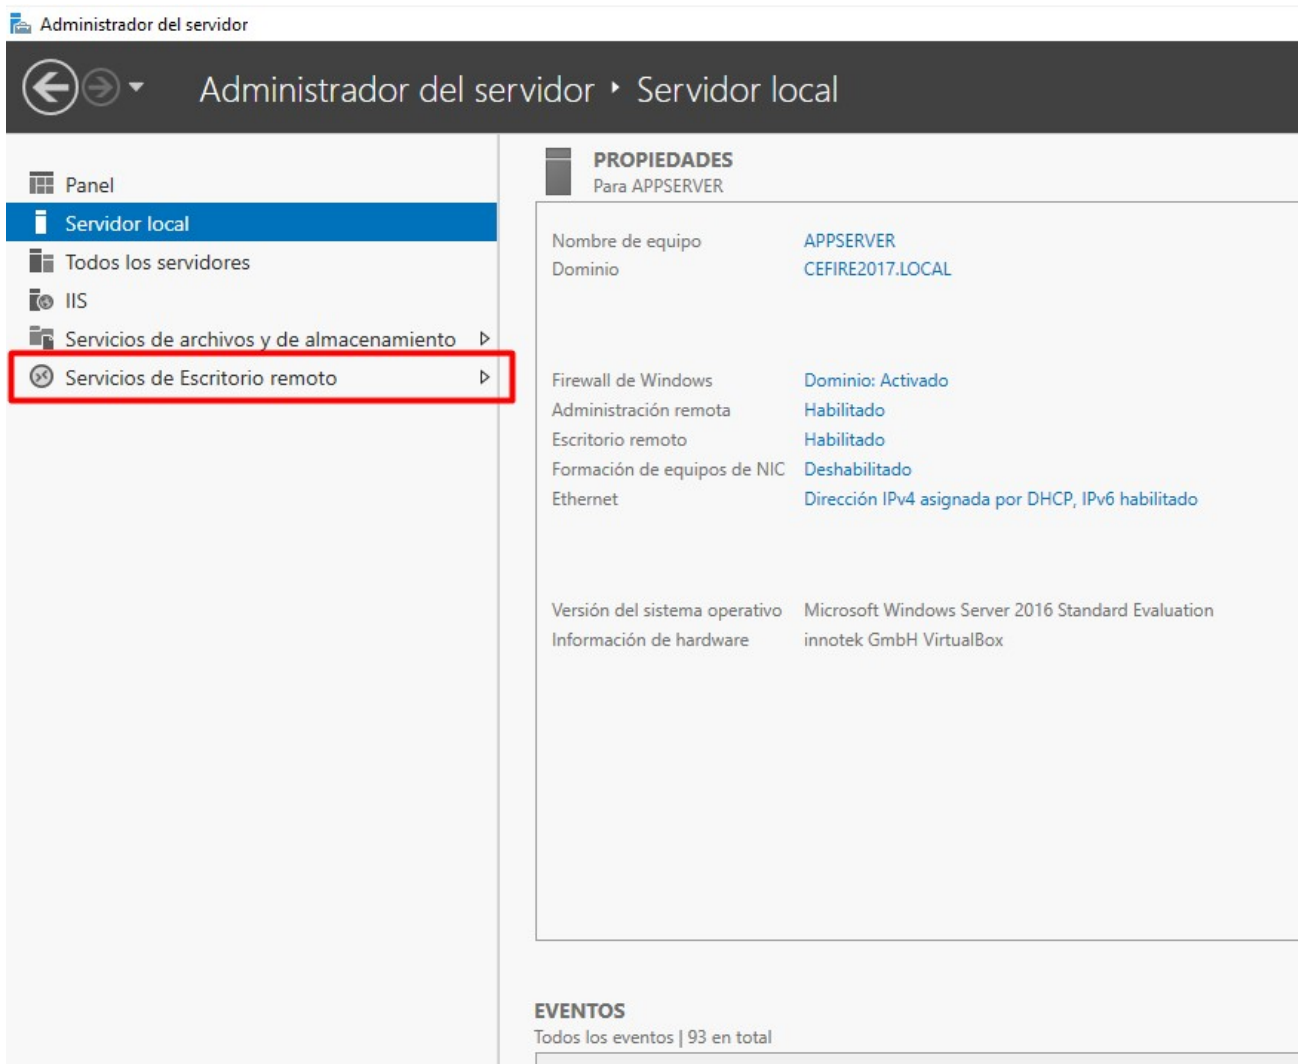 Administrador del servidor
Administrador del servidor ‣ Servidor local
Panel
Servidor local
Todos los servidores
IIS
Servicios de archivos y de almacenamiento
Servicios de Escritorio remoto
PROPIEDADES
Para APPSERVER
Nombre de equipo APPSERVER
Dominio CEFIRE2017.LOCAL
Firewall de Windows Dominio: Activado
Administración remota Habilitado
Escritorio remoto Habilitado
Formación de equipos de NIC Deshabilitado
Ethernet Dirección IPv4 asignada por DHCP, IPv6 habilitado
Versión del sistema operativo Microsoft Windows Server 2016 Standard Evaluation
Información de hardware innotek GmbH VirtualBox
EVENTOS
Todos los eventos | 93 en total